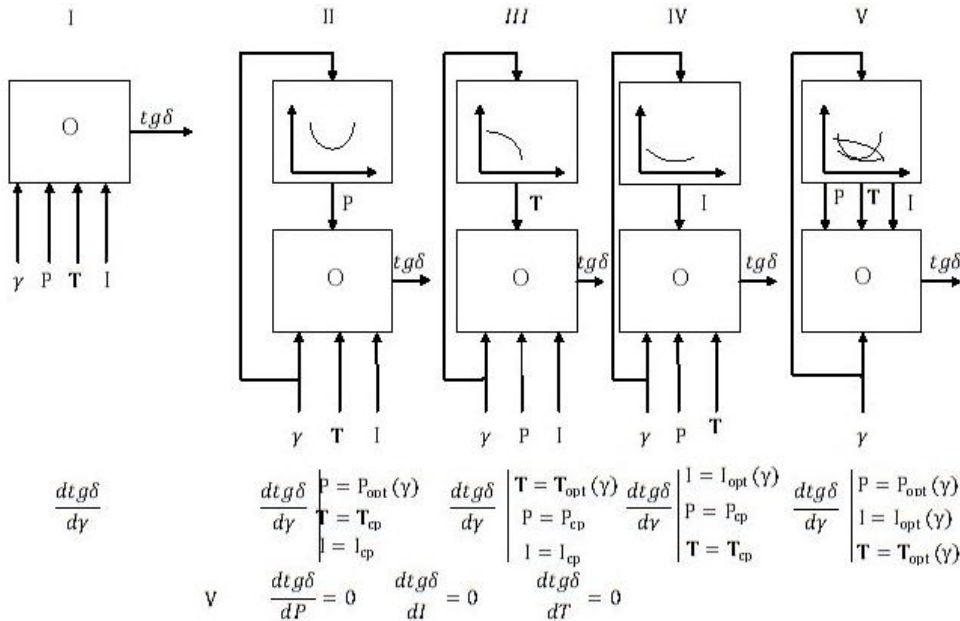 I II III IV V
O tgδ
γ P T I
P T I P T I
O tgδ O tgδ O tgδ O tgδ
γ T I γ P I γ P T γ
dtgδ/dγ
dtgδ/dγ | P = P_opt(γ)
T = T_cp
I = I_cp
dtgδ/dγ | T = T_opt(γ)
P = P_cp
I = I_cp
dtgδ/dγ | I = I_opt(γ)
P = P_cp
T = T_cp
dtgδ/dγ | P = P_opt(γ)
I = I_opt(γ)
T = T_opt(γ)
V dtgδ/dP = 0 dtgδ/dI = 0 dtgδ/dT = 0